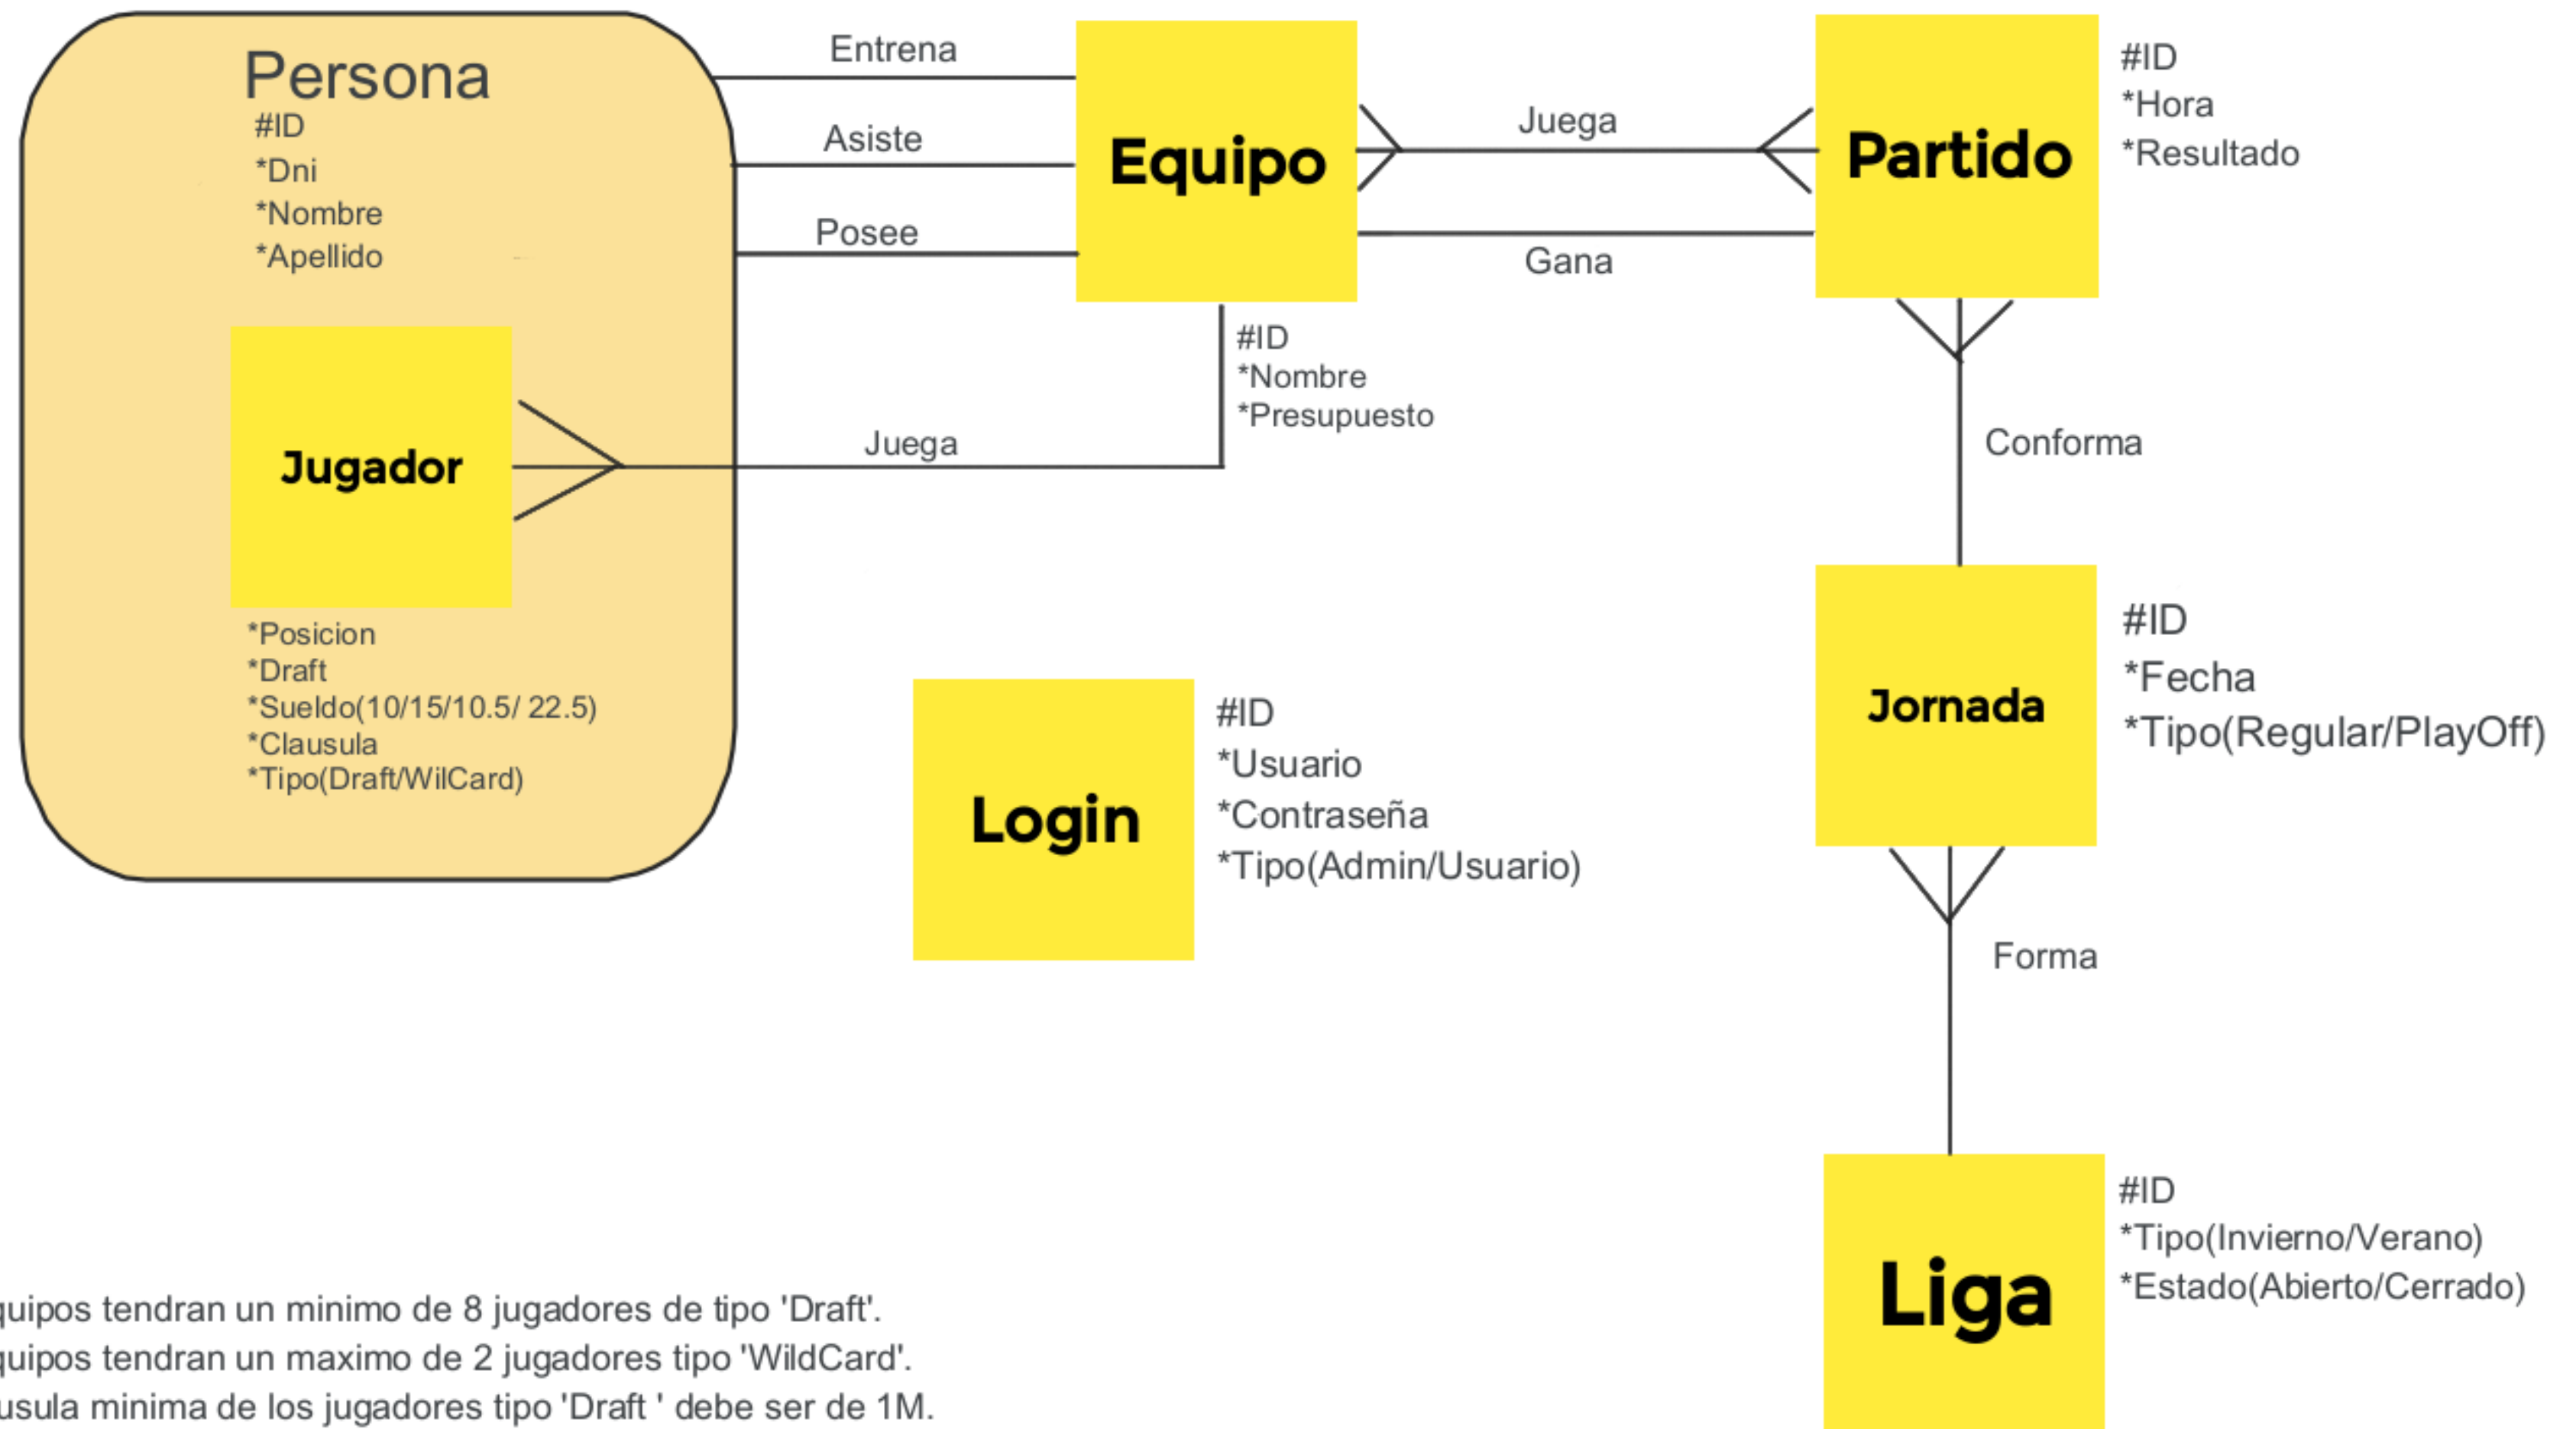 Persona
#ID
*Dni
*Nombre
*Apellido
Jugador
*Posicion
*Draft
*Sueldo(10/15/10.5/ 22.5)
*Clausula
*Tipo(Draft/WilCard)
Entrena
Asiste
Posee
Juega
Equipo
#ID
*Nombre
*Presupuesto
Juega
Gana
Partido
#ID
*Hora
*Resultado
Conforma
Jornada
#ID
*Fecha
*Tipo(Regular/PlayOff)
Forma
Login
#ID
*Usuario
*Contraseña
*Tipo(Admin/Usuario)
Liga
#ID
*Tipo(Invierno/Verano)
*Estado(Abierto/Cerrado)
quipos tendran un minimo de 8 jugadores de tipo 'Draft'.
quipos tendran un maximo de 2 jugadores tipo 'WildCard'.
usula minima de los jugadores tipo 'Draft ' debe ser de 1M.